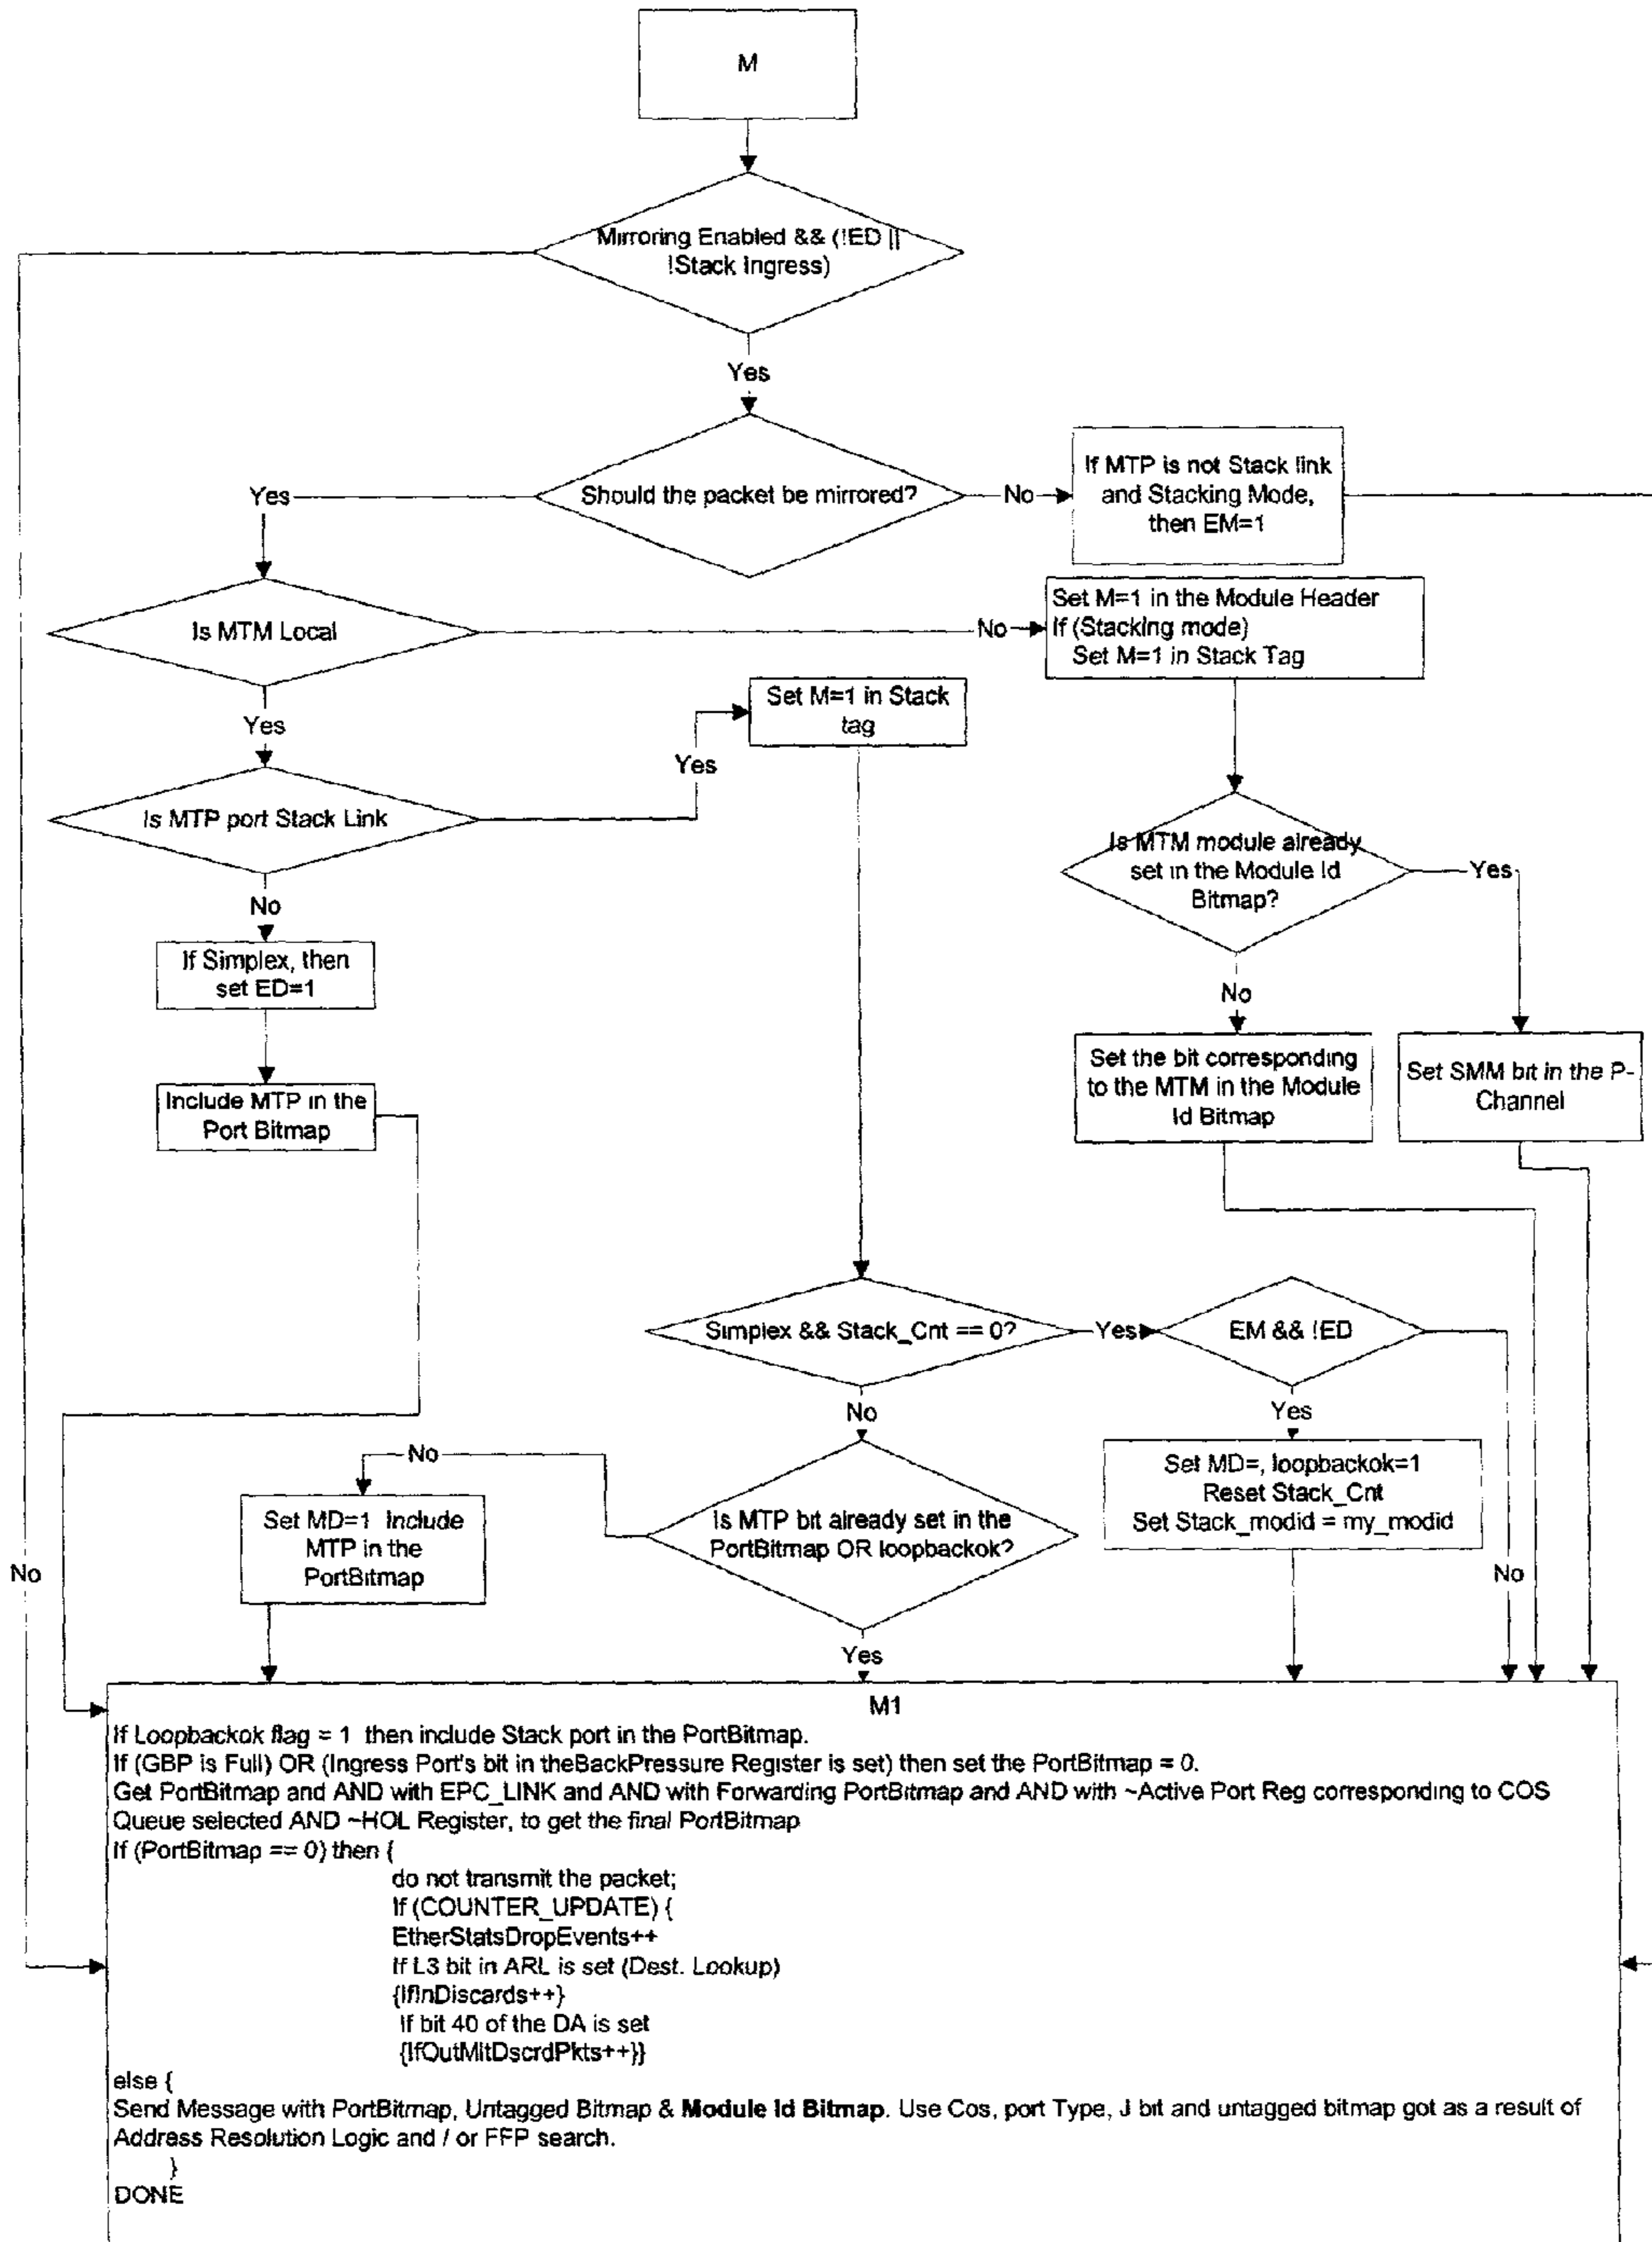 M
Mirroring Enabled && (!ED ||
!Stack Ingress)
Yes
Should the packet be mirrored?
Yes
No
If MTP is not Stack link
and Stacking Mode,
then EM=1
Is MTM Local
No
Set M=1 in the Module Header
If (Stacking mode)
Set M=1 in Stack Tag
Yes
Set M=1 in Stack
tag
Yes
Is MTP port Stack Link
Is MTM module already
set in the Module Id
Bitmap?
Yes
No
If Simplex, then
set ED=1
No
Include MTP in the
Port Bitmap
Set the bit corresponding
to the MTM in the Module
Id Bitmap
Set SMM bit in the P-
Channel
Simplex && Stack_Cnt == 0?
Yes
EM && !ED
No
Yes
No
Set MD=1 Include
MTP in the
PortBitmap
Is MTP bit already set in the
PortBitmap OR loopbackok?
Set MD=, loopbackok=1
Reset Stack_Cnt
Set Stack_modid = my_modid
No
No
Yes
M1
If Loopbackok flag = 1 then include Stack port in the PortBitmap.
If (GBP is Full) OR (Ingress Port's bit in theBackPressure Register is set) then set the PortBitmap = 0.
Get PortBitmap and AND with EPC_LINK and AND with Forwarding PortBitmap and AND with ~Active Port Reg corresponding to COS
Queue selected AND ~HOL Register, to get the final PortBitmap
If (PortBitmap == 0) then {
do not transmit the packet;
If (COUNTER_UPDATE) {
EtherStatsDropEvents++
If L3 bit in ARL is set (Dest. Lookup)
{IfInDiscards++}
If bit 40 of the DA is set
{IfOutMltDscrdPkts++}}
else {
Send Message with PortBitmap, Untagged Bitmap & Module Id Bitmap. Use Cos, port Type, J bit and untagged bitmap got as a result of
Address Resolution Logic and / or FFP search.
}
DONE